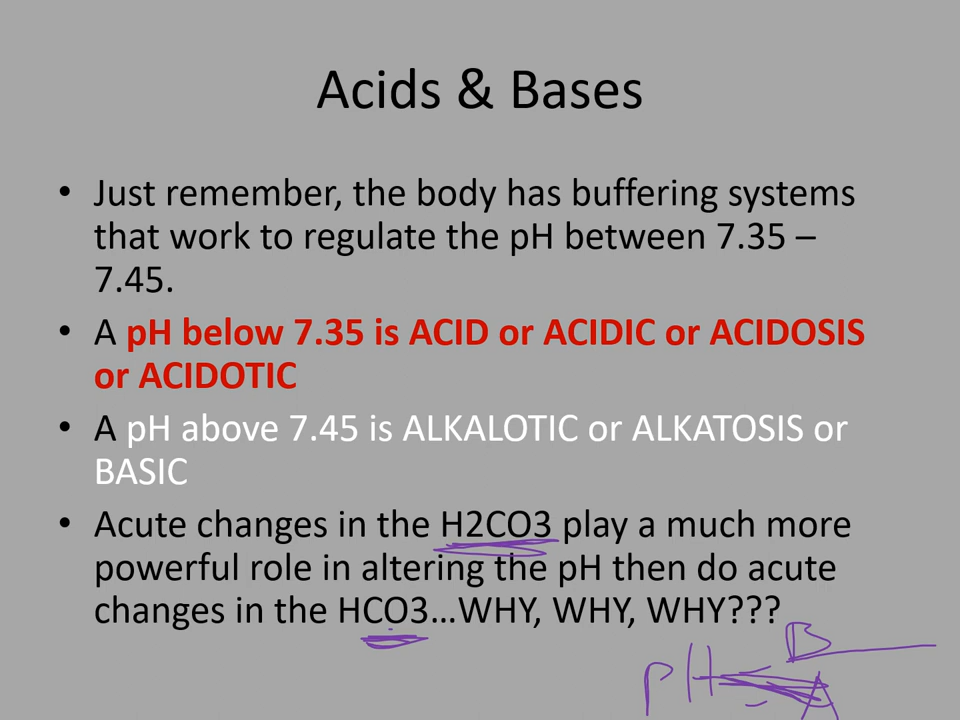 Acids & Bases
• Just remember, the body has buffering systems
that work to regulate the pH between 7.35 –
7.45.
• A pH below 7.35 is ACID or ACIDIC or ACIDOSIS
or ACIDOTIC
• A pH above 7.45 is ALKALOTIC or ALKATOSIS or
BASIC
• Acute changes in the H2CO3 play a much more
powerful role in altering the pH then do acute
changes in the HCO3…WHY, WHY, WHY???
B
pH =
A